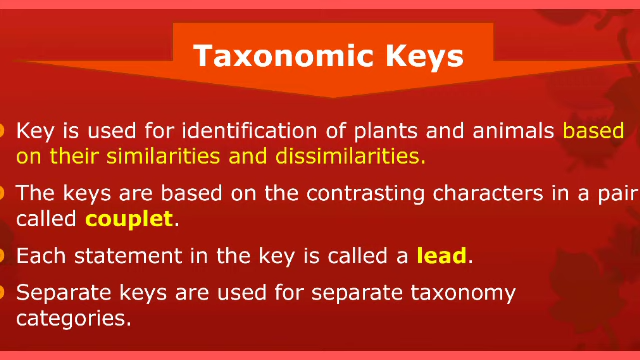 Taxonomic Keys
Key is used for identification of plants and animals based
on their similarities and dissimilarities.
The keys are based on the contrasting characters in a pair
called couplet.
Each statement in the key is called a lead.
Separate keys are used for separate taxonomy
categories.